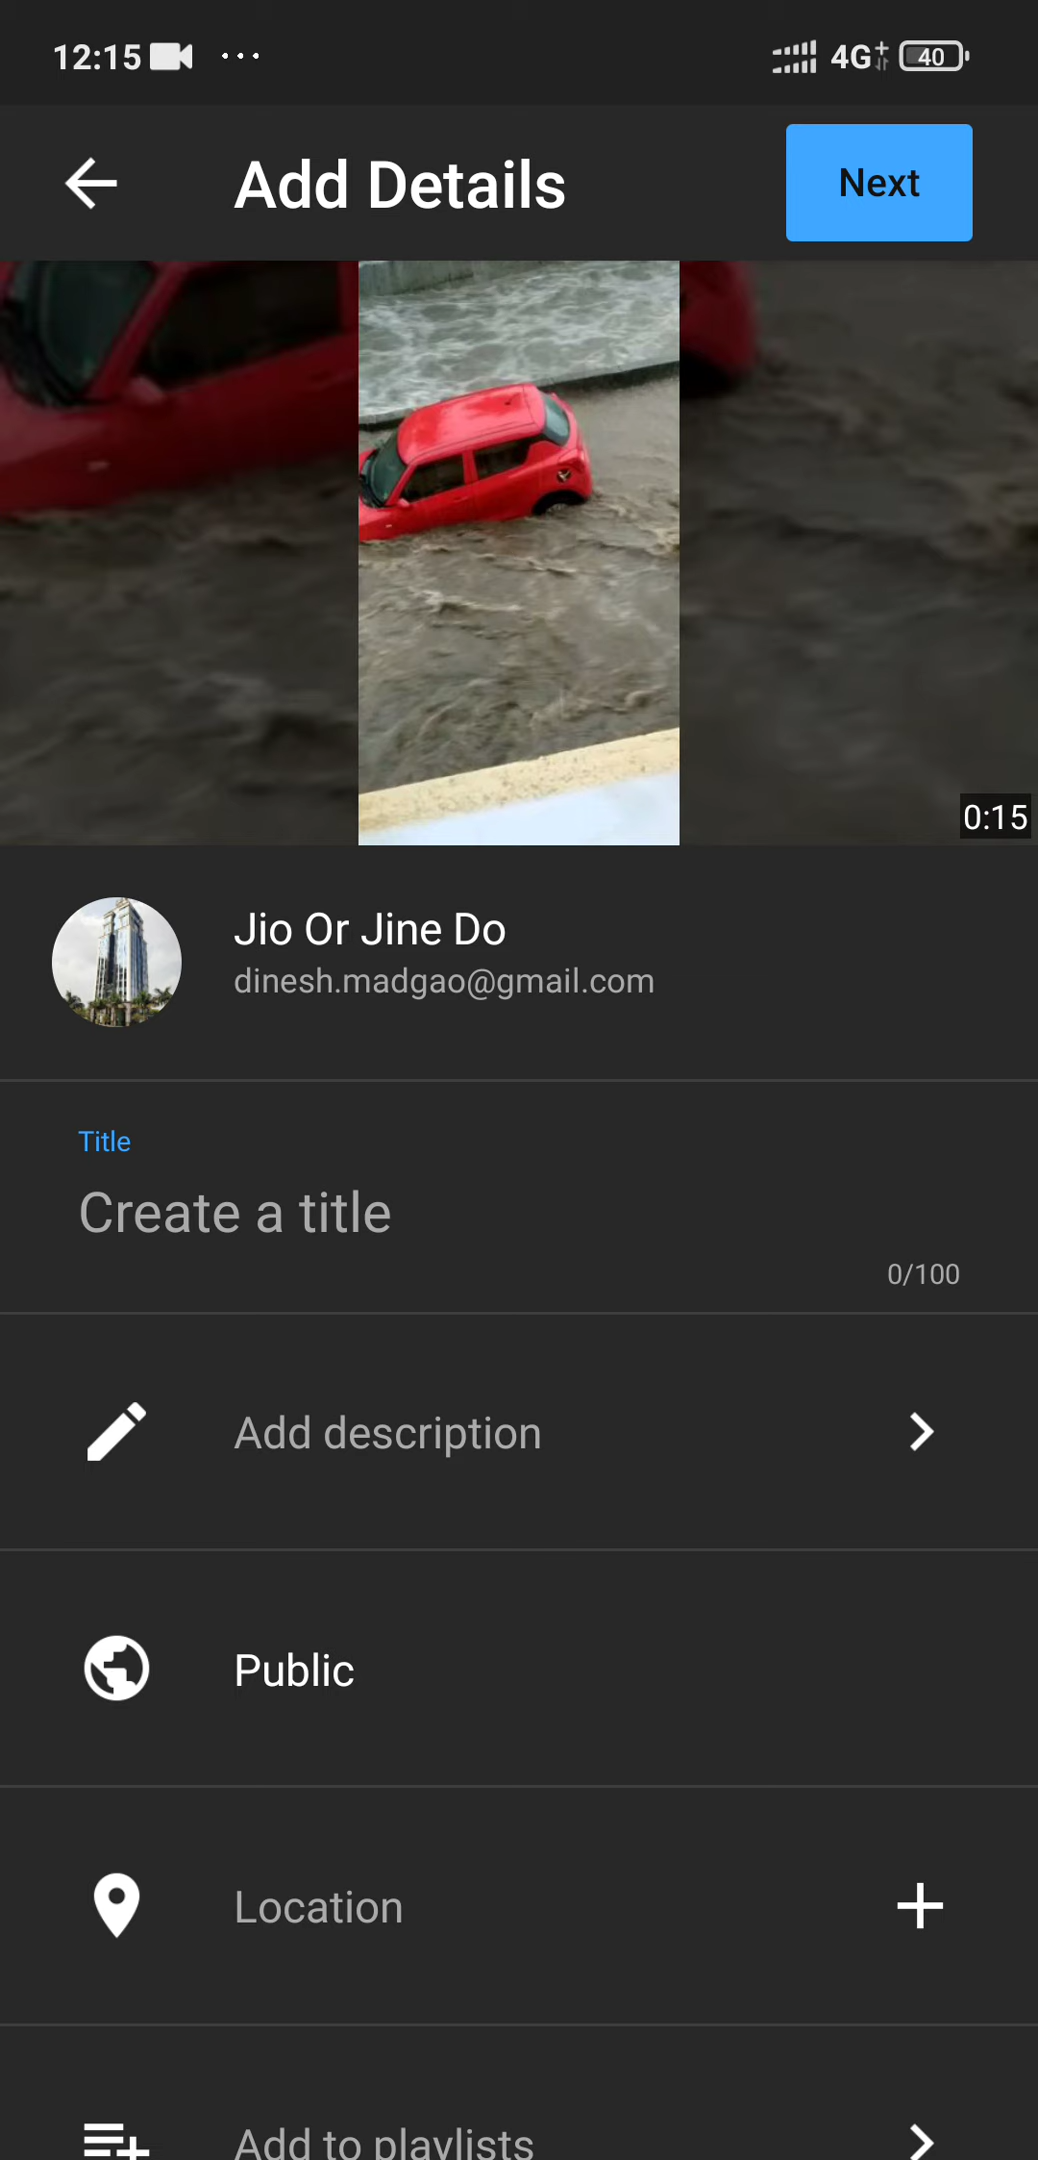 12:15 ... 4G+ 40
Add Details
Next
0:15
Jio Or Jine Do
dinesh.madgao@gmail.com
Title
Create a title
0/100
Add description
Public
Location
Add to playlists